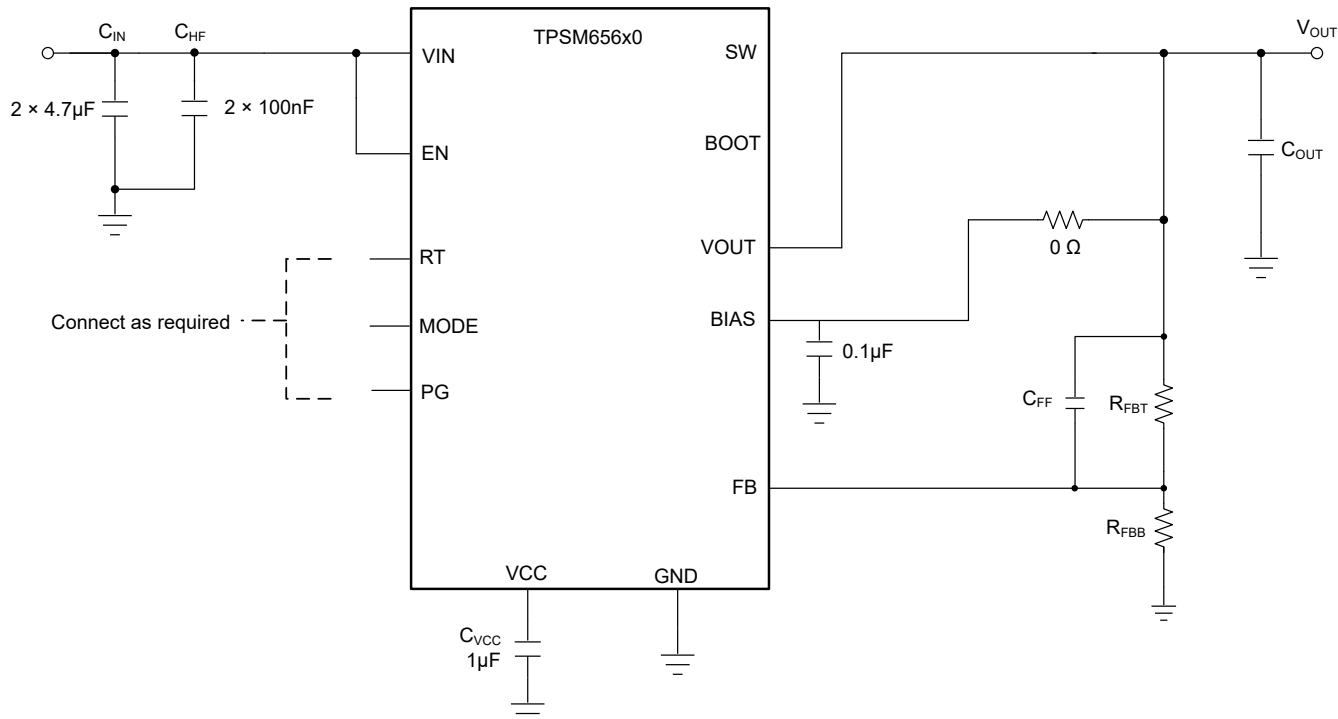 C_IN
C_HF
TPSM656x0
V_OUT
VIN
SW
2 × 4.7µF
2 × 100nF
BOOT
EN
C_OUT
RT
VOUT
0 Ω
Connect as required
MODE
BIAS
0.1µF
PG
C_FF
R_FBT
FB
R_FBB
VCC
GND
C_VCC
1µF